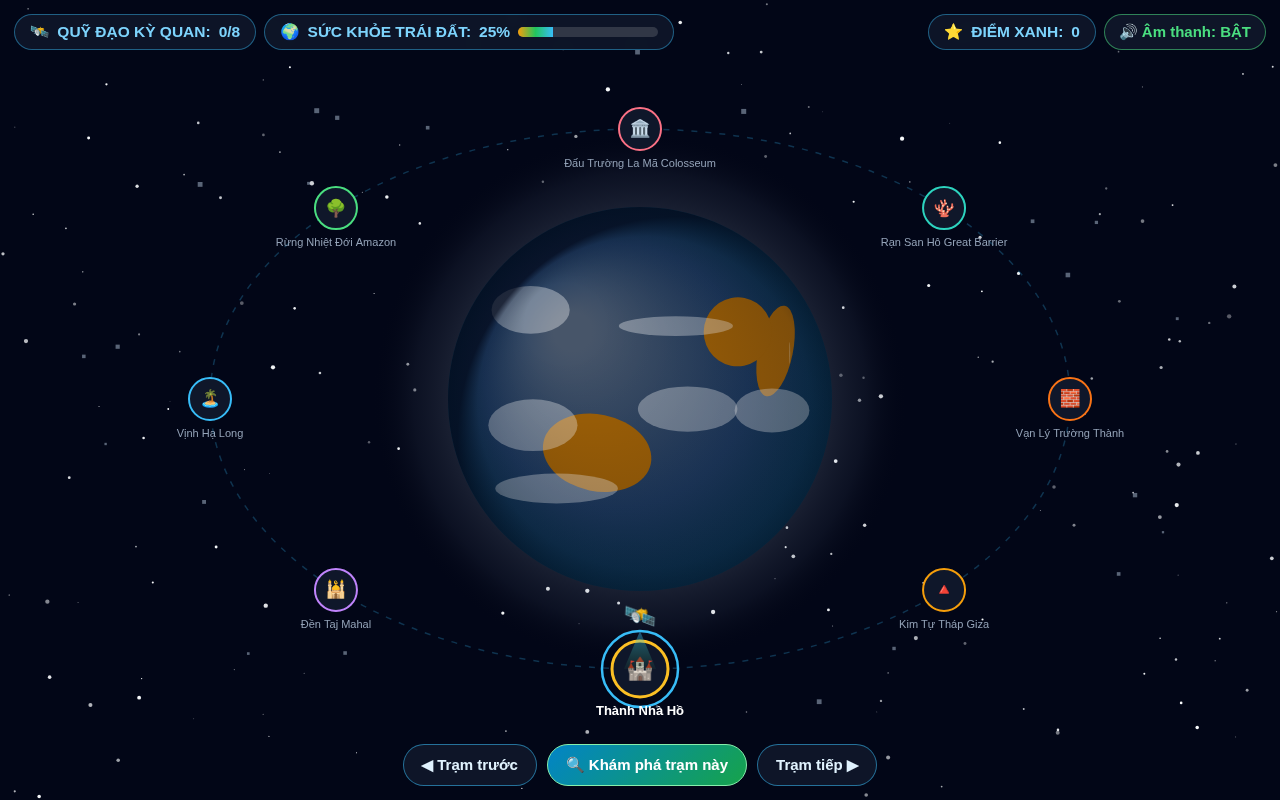 QUỸ ĐẠO KỲ QUAN: 0/8
SỨC KHỎE TRÁI ĐẤT: 25%
ĐIỂM XANH: 0
Âm thanh: BẬT
Đấu Trường La Mã Colosseum
Rừng Nhiệt Đới Amazon
Rạn San Hô Great Barrier
Vịnh Hạ Long
Vạn Lý Trường Thành
Đền Taj Mahal
Kim Tự Tháp Giza
Thành Nhà Hồ
◀ Trạm trước
Khám phá trạm này
Trạm tiếp ▶